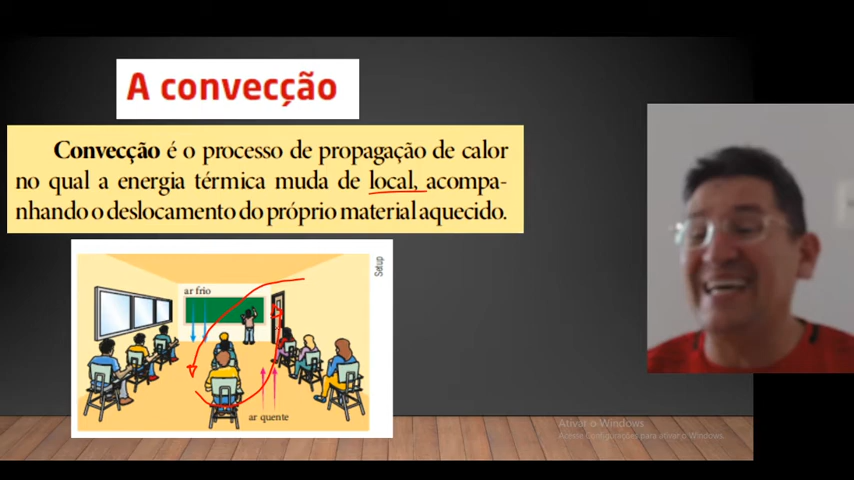 A convecção
Convecção é o processo de propagação de calor
no qual a energia térmica muda de local, acompa-
nhando o deslocamento do próprio material aquecido.
Setup
ar frio
ar quente
Ativar o Windows
Acesse Configurações para ativar o Windows.